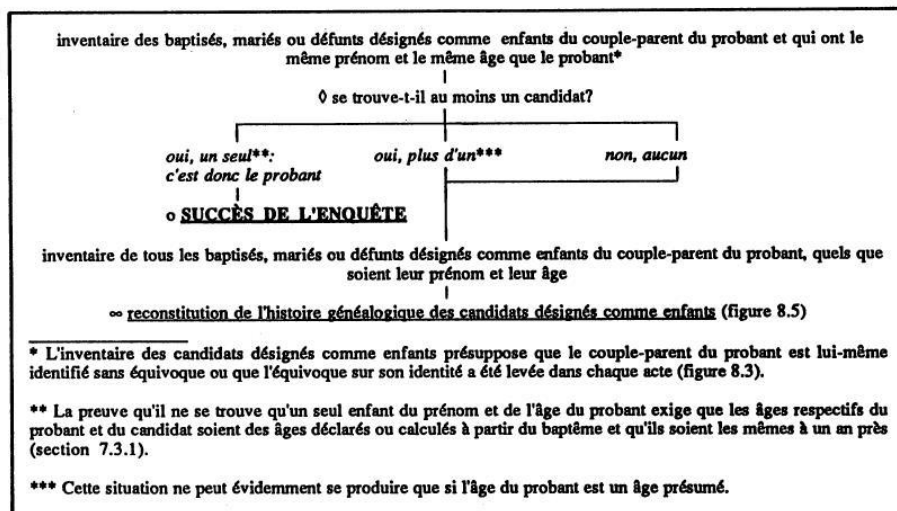 inventaire des baptisés, mariés ou défunts désignés comme enfants du couple-parent du probant et qui ont le
même prénom et le même âge que le probant*
◊ se trouve-t-il au moins un candidat?
oui, un seul**: oui, plus d'un*** non, aucun
c'est donc le probant
o SUCCÈS DE L'ENQUÊTE
inventaire de tous les baptisés, mariés ou défunts désignés comme enfants du couple-parent du probant, quels que
soient leur prénom et leur âge
∞ reconstitution de l'histoire généalogique des candidats désignés comme enfants (figure 8.5)
* L'inventaire des candidats désignés comme enfants présuppose que le couple-parent du probant est lui-même
identifié sans équivoque ou que l'équivoque sur son identité a été levée dans chaque acte (figure 8.3).
** La preuve qu'il ne se trouve qu'un seul enfant du prénom et de l'âge du probant exige que les âges respectifs du
probant et du candidat soient des âges déclarés ou calculés à partir du baptême et qu'ils soient les mêmes à un an près
(section 7.3.1).
*** Cette situation ne peut évidemment se produire que si l'âge du probant est un âge présumé.